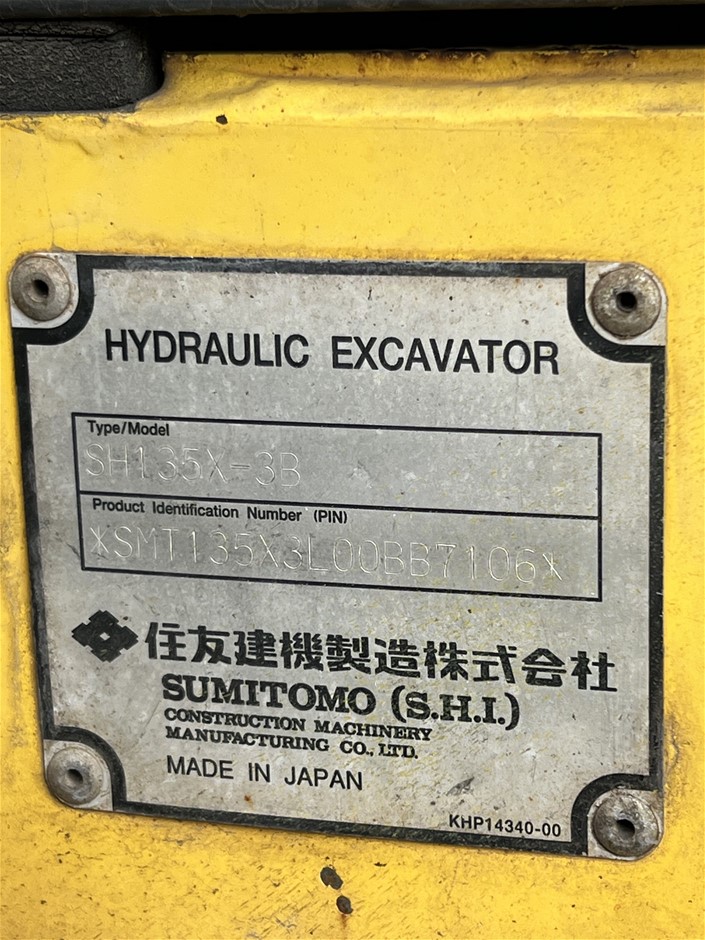 HYDRAULIC EXCAVATOR
Type/Model
SH135X-3B
Product Identification Number (PIN)
*SMT135X3L00BB7106*
住友建機製造株式会社
SUMITOMO (S.H.I.)
CONSTRUCTION MACHINERY
MANUFACTURING CO., LTD.
MADE IN JAPAN
KHP14340-00